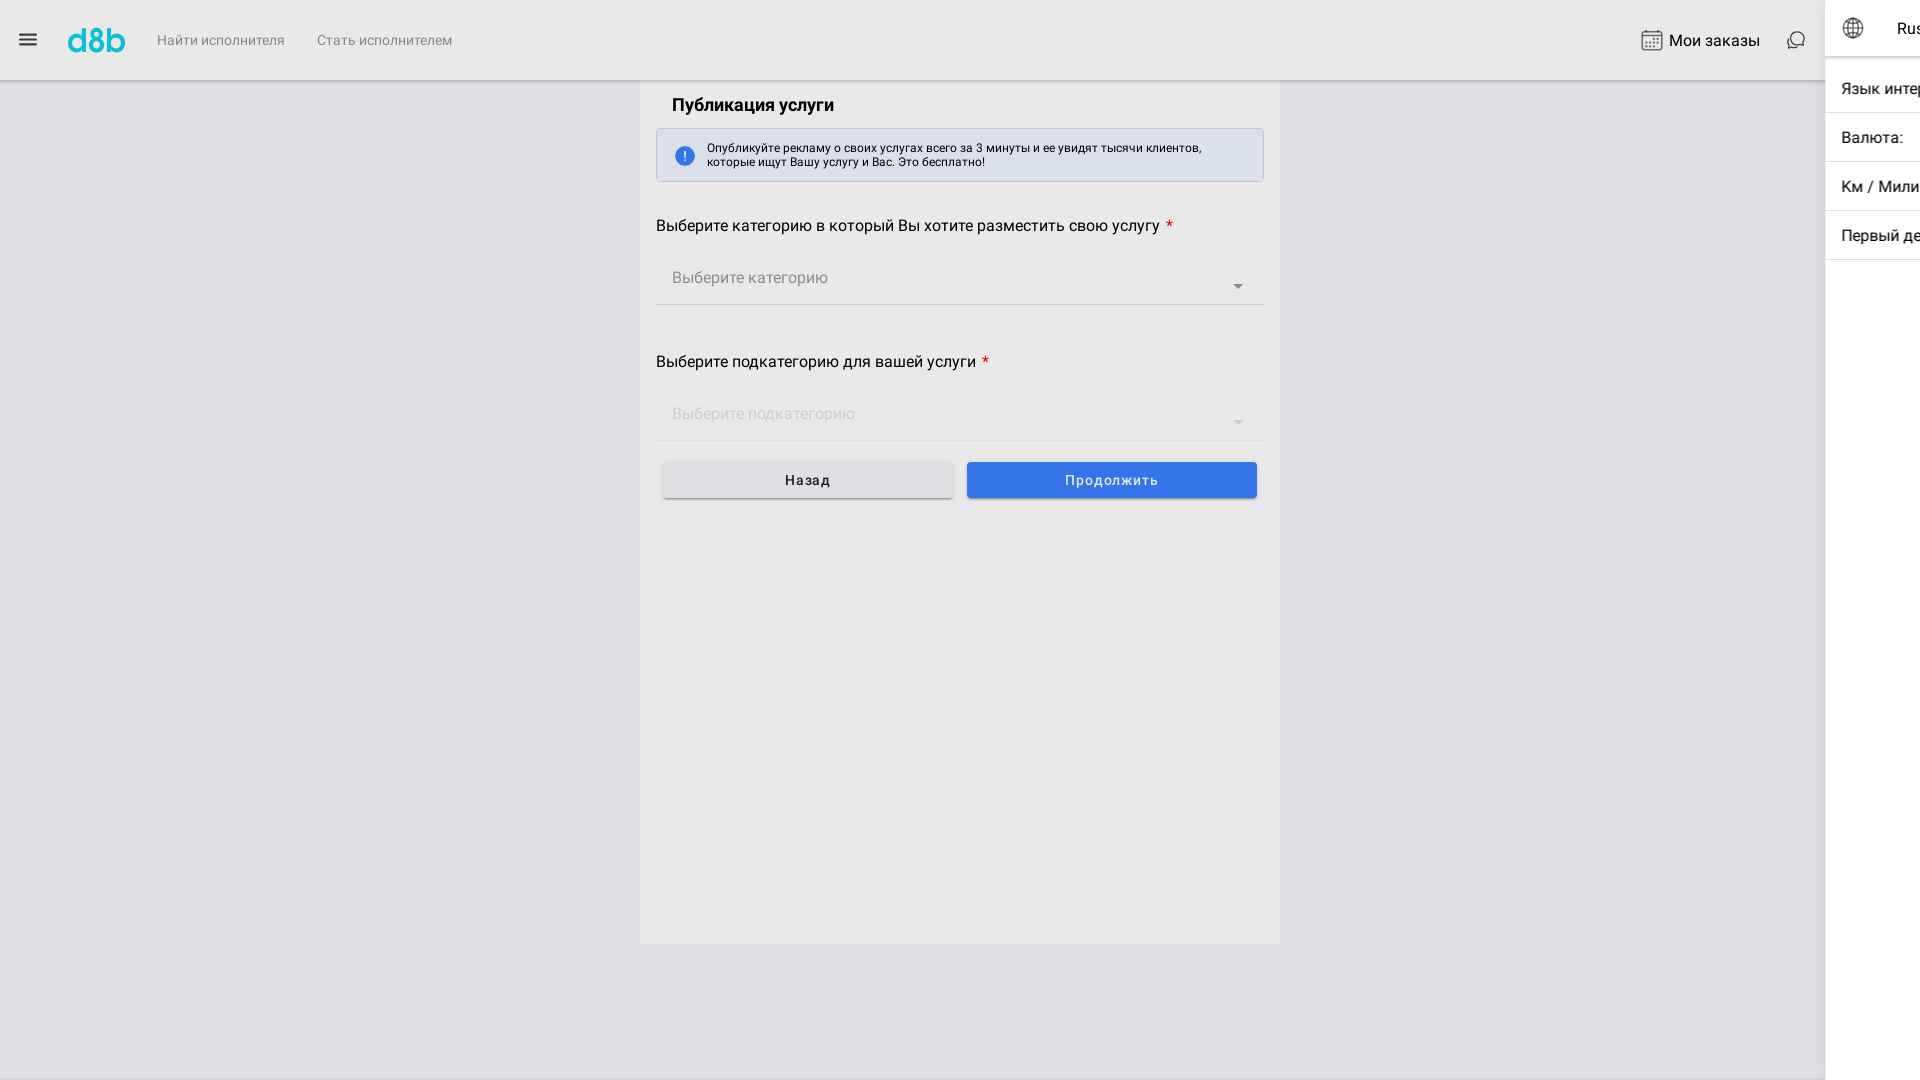 d8b
Найти исполнителя
Стать исполнителем
Мои заказы
Публикация услуги
Опубликуйте рекламу о своих услугах всего за 3 минуты и ее увидят тысячи клиентов,
которые ищут Вашу услугу и Вас. Это бесплатно!
Выберите категорию в который Вы хотите разместить свою услугу *
Выберите категорию
Выберите подкатегорию для вашей услуги *
Выберите подкатегорию
Назад
Продолжить
Rus
Язык интер
Валюта:
Км / Мили
Первый де